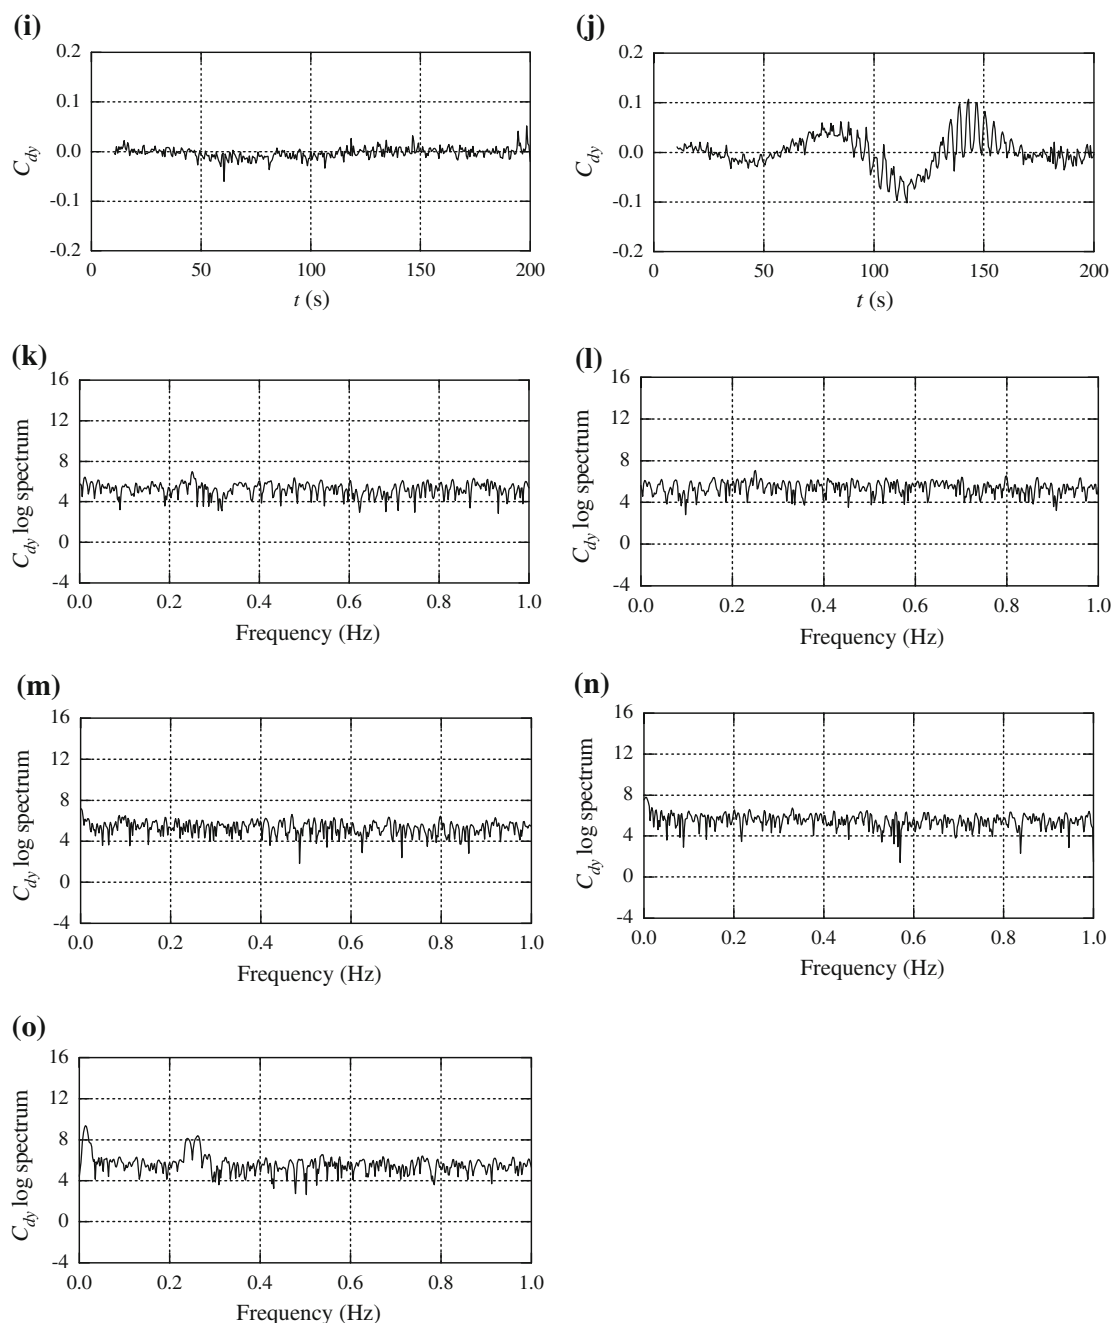 (i)
0.2
0.1
0.0
-0.1
-0.2
C_dy
0 50 100 150 200
t (s)
(j)
0.2
0.1
0.0
-0.1
-0.2
C_dy
0 50 100 150 200
t (s)
(k)
16
12
8
4
0
-4
C_dy log spectrum
0.0 0.2 0.4 0.6 0.8 1.0
Frequency (Hz)
(l)
16
12
8
4
0
-4
C_dy log spectrum
0.0 0.2 0.4 0.6 0.8 1.0
Frequency (Hz)
(m)
16
12
8
4
0
-4
C_dy log spectrum
0.0 0.2 0.4 0.6 0.8 1.0
Frequency (Hz)
(n)
16
12
8
4
0
-4
C_dy log spectrum
0.0 0.2 0.4 0.6 0.8 1.0
Frequency (Hz)
(o)
16
12
8
4
0
-4
C_dy log spectrum
0.0 0.2 0.4 0.6 0.8 1.0
Frequency (Hz)